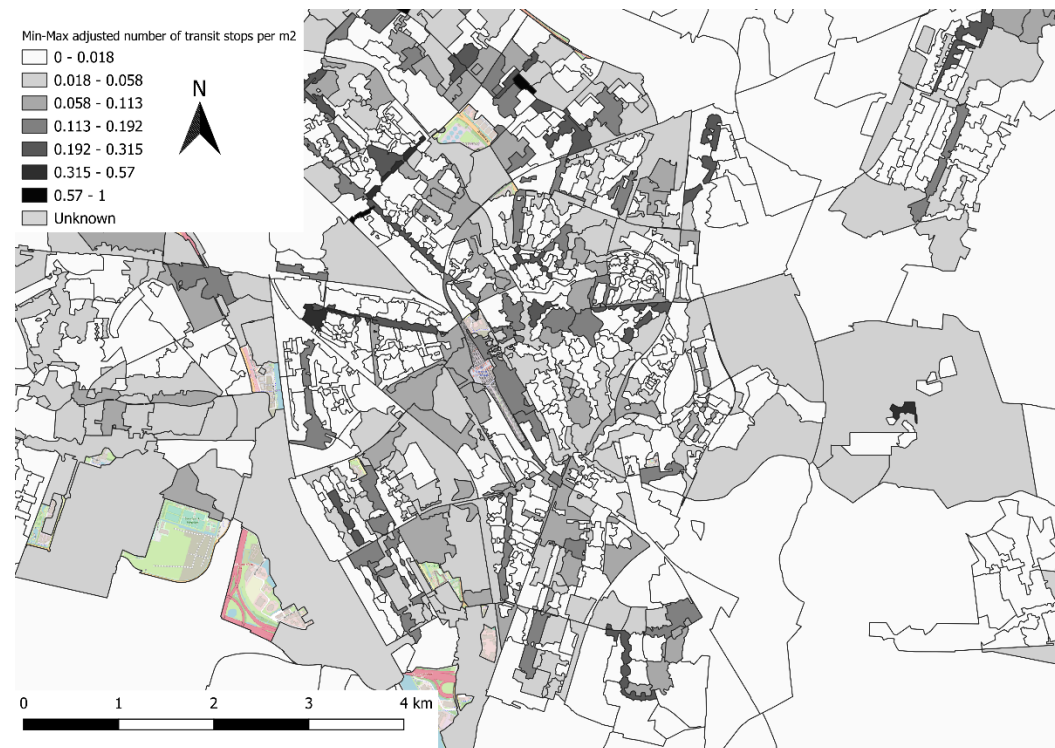 Min-Max adjusted number of transit stops per m2
0 - 0.018
0.018 - 0.058
0.058 - 0.113
0.113 - 0.192
0.192 - 0.315
0.315 - 0.57
0.57 - 1
Unknown
N
0 1 2 3 4 km